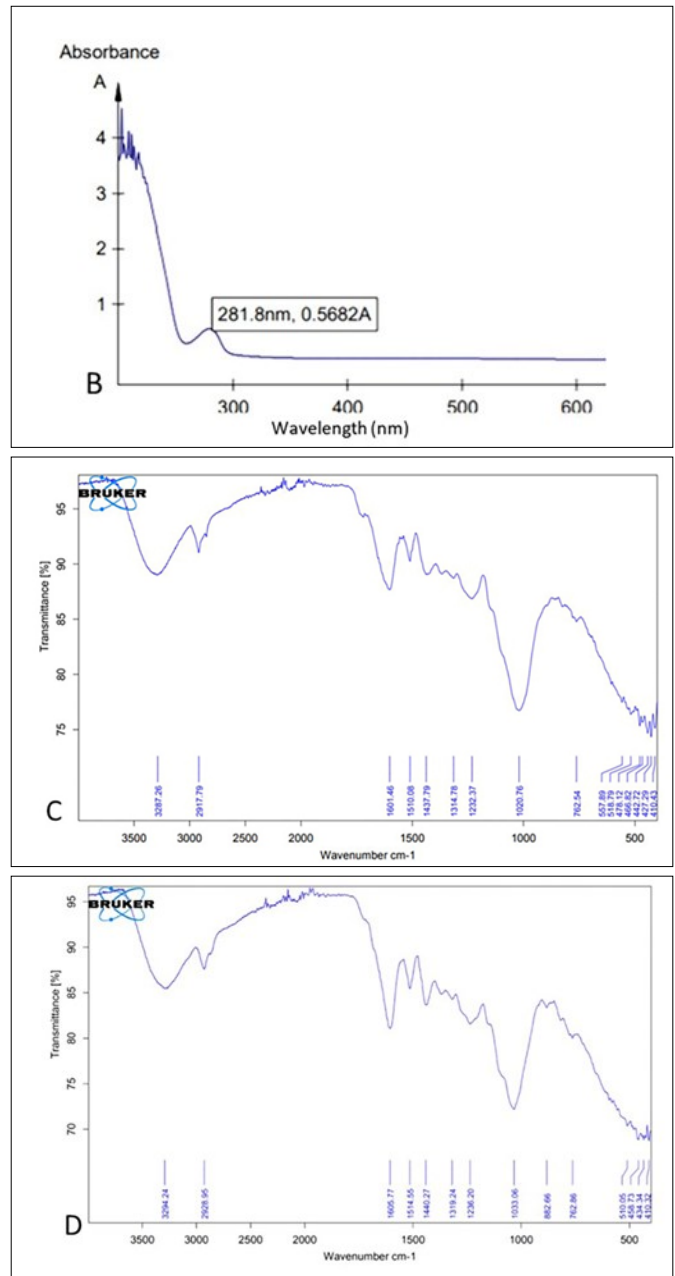 Absorbance
A
4
3
2
1
281.8nm, 0.5682A
B
300 400 500 600
Wavelength (nm)
BRUKER
Transmittance [%]
95
90
85
80
75
3287.26 2917.79 1601.46 1510.08 1437.79 1314.78 1232.37 1020.76 762.54 557.89 518.79 478.12 466.82 442.72 427.29 410.43
C
3500 3000 2500 2000 1500 1000 500
Wavenumber cm-1
BRUKER
Transmittance [%]
95
90
85
80
75
70
3294.24 2928.95 1605.77 1514.55 1440.27 1319.24 1236.20 1033.06 882.66 762.86 510.05 458.73 434.34 410.32
D
3500 3000 2500 2000 1500 1000 500
Wavenumber cm-1